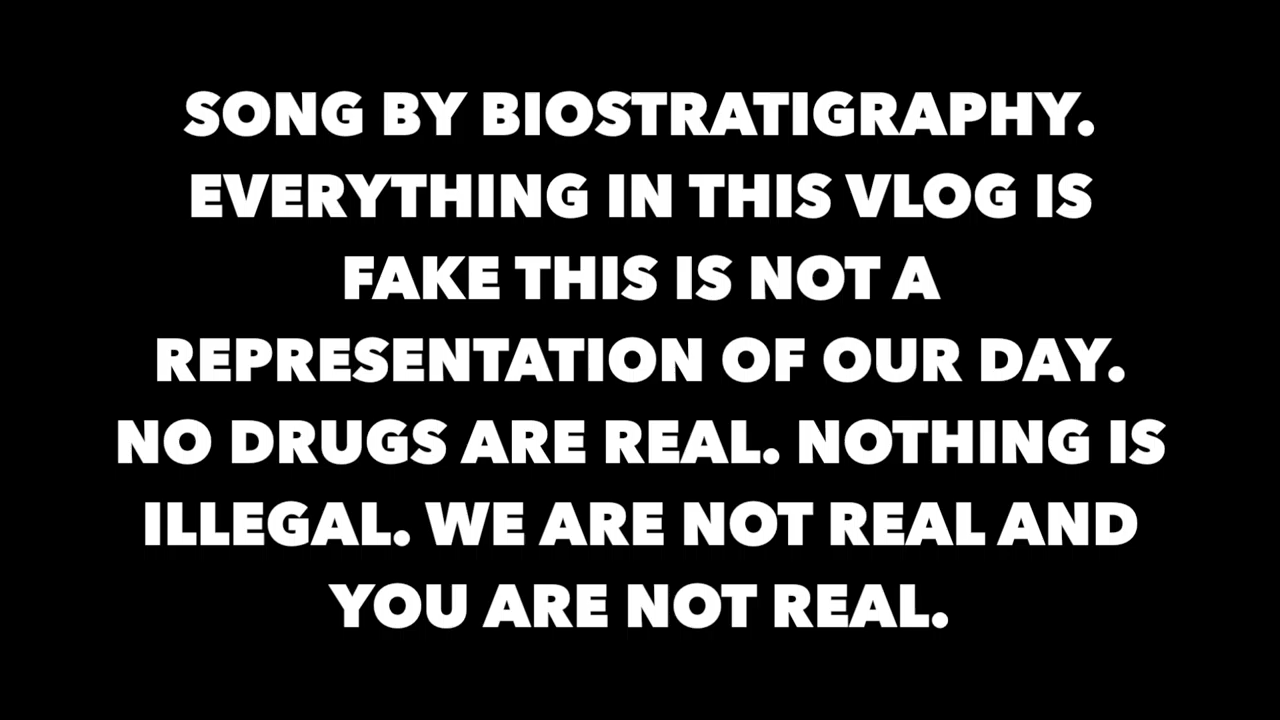 SONG BY BIOSTRATIGRAPHY.
EVERYTHING IN THIS VLOG IS
FAKE THIS IS NOT A
REPRESENTATION OF OUR DAY.
NO DRUGS ARE REAL. NOTHING IS
ILLEGAL. WE ARE NOT REAL AND
YOU ARE NOT REAL.